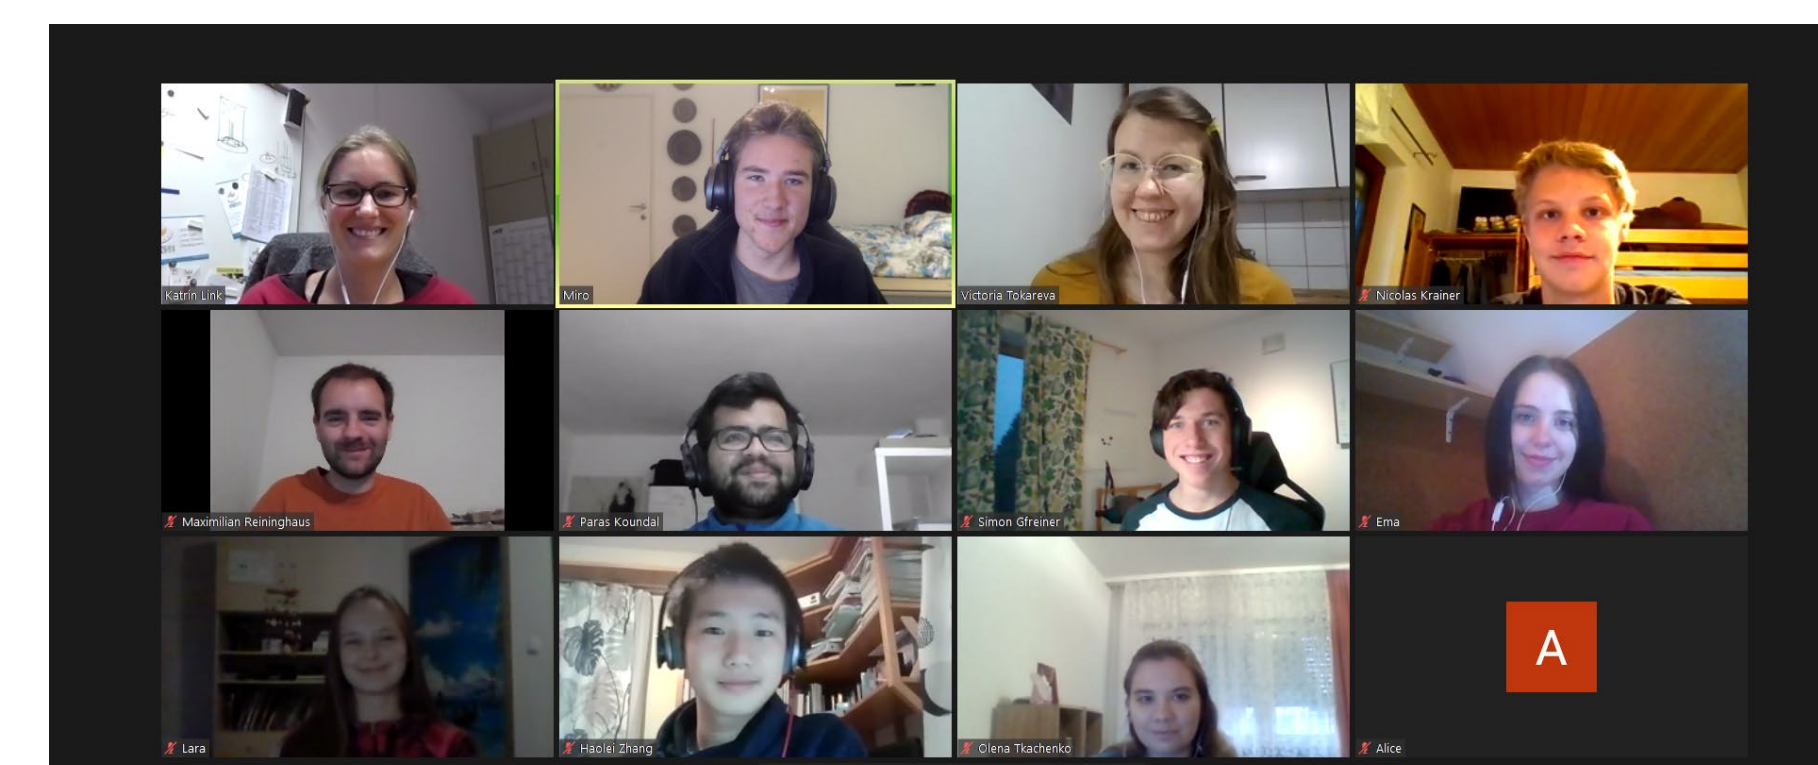 Katrin Link
Miro
Victoria Tokareva
Nicolas Krainer
Maximilian Reininghaus
Paras Koundal
Simon Gfreiner
Ema
Lara
Haolei Zhang
Olena Tkachenko
A
Alice